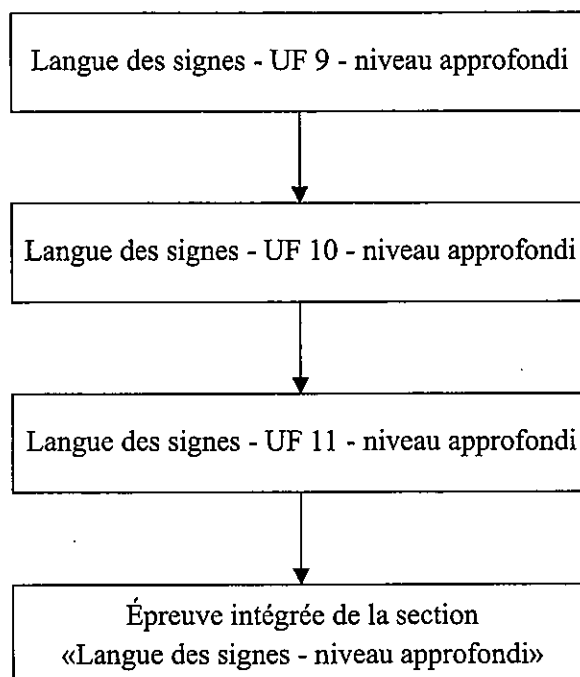 Langue des signes - UF 9 - niveau approfondi
Langue des signes - UF 10 - niveau approfondi
Langue des signes - UF 11 - niveau approfondi
Épreuve intégrée de la section
«Langue des signes - niveau approfondi»